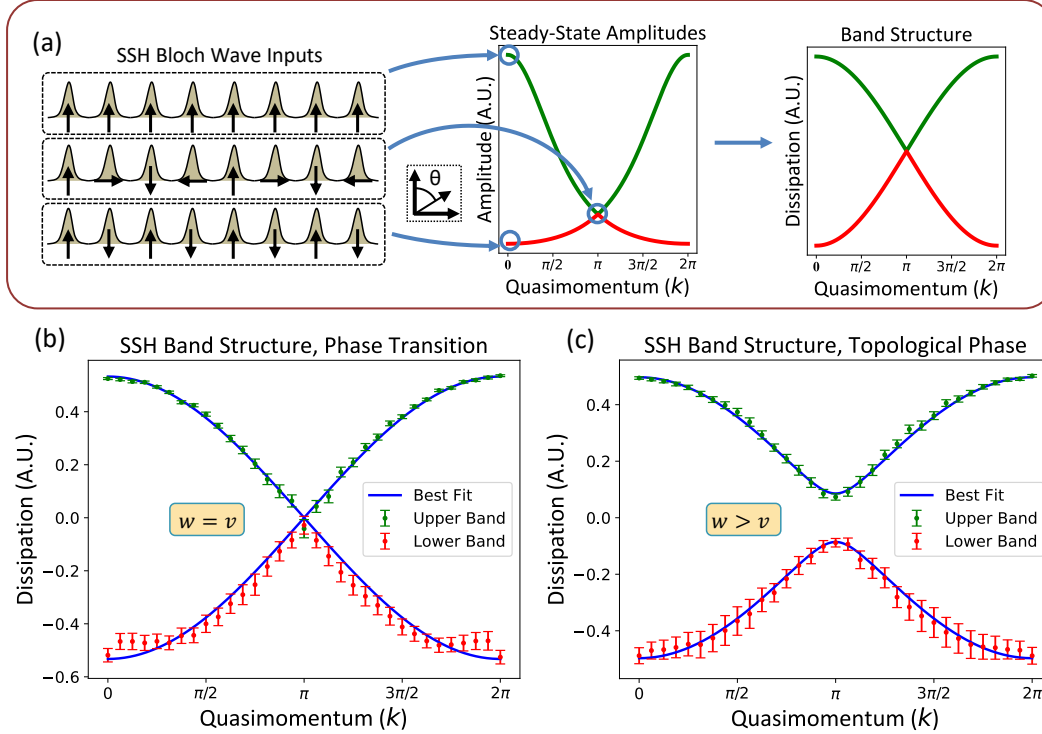 (a)
SSH Bloch Wave Inputs
θ
Steady-State Amplitudes
Amplitude (A.U.)
0 π/2 π 3π/2 2π
Quasimomentum (k)
Band Structure
Dissipation (A.U.)
0 π/2 π 3π/2 2π
Quasimomentum (k)
(b)
SSH Band Structure, Phase Transition
Dissipation (A.U.)
0.4
0.2
0.0
−0.2
−0.4
−0.6
w = v
Best Fit
Upper Band
Lower Band
0 π/2 π 3π/2 2π
Quasimomentum (k)
(c)
SSH Band Structure, Topological Phase
Dissipation (A.U.)
0.4
0.2
0.0
−0.2
−0.4
w > v
Best Fit
Upper Band
Lower Band
0 π/2 π 3π/2 2π
Quasimomentum (k)